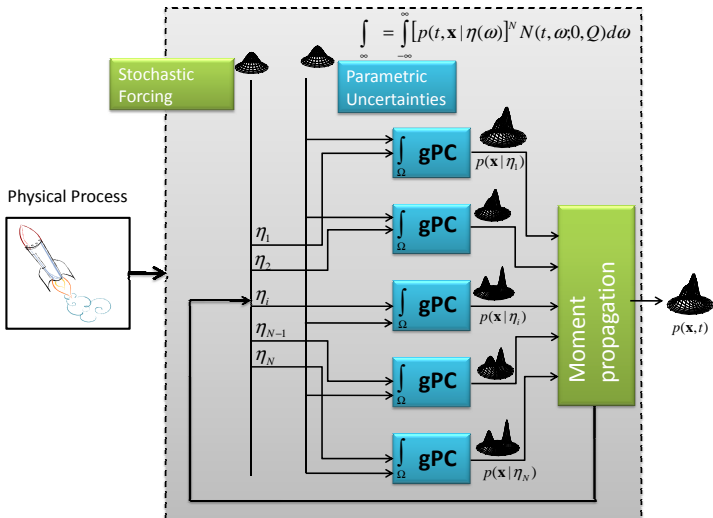 ∫∞ = ∫−∞^∞ [p(t, x | η(ω)]^N N(t, ω;0, Q)dω
Stochastic
Forcing
Parametric
Uncertainties
∫Ω gPC
p(x | η1)
Physical Process
∫Ω gPC
η1
η2
ηi
∫Ω gPC
p(x | ηi)
ηN−1
ηN
∫Ω gPC
∫Ω gPC
p(x | ηN)
Moment
propagation
p(x, t)